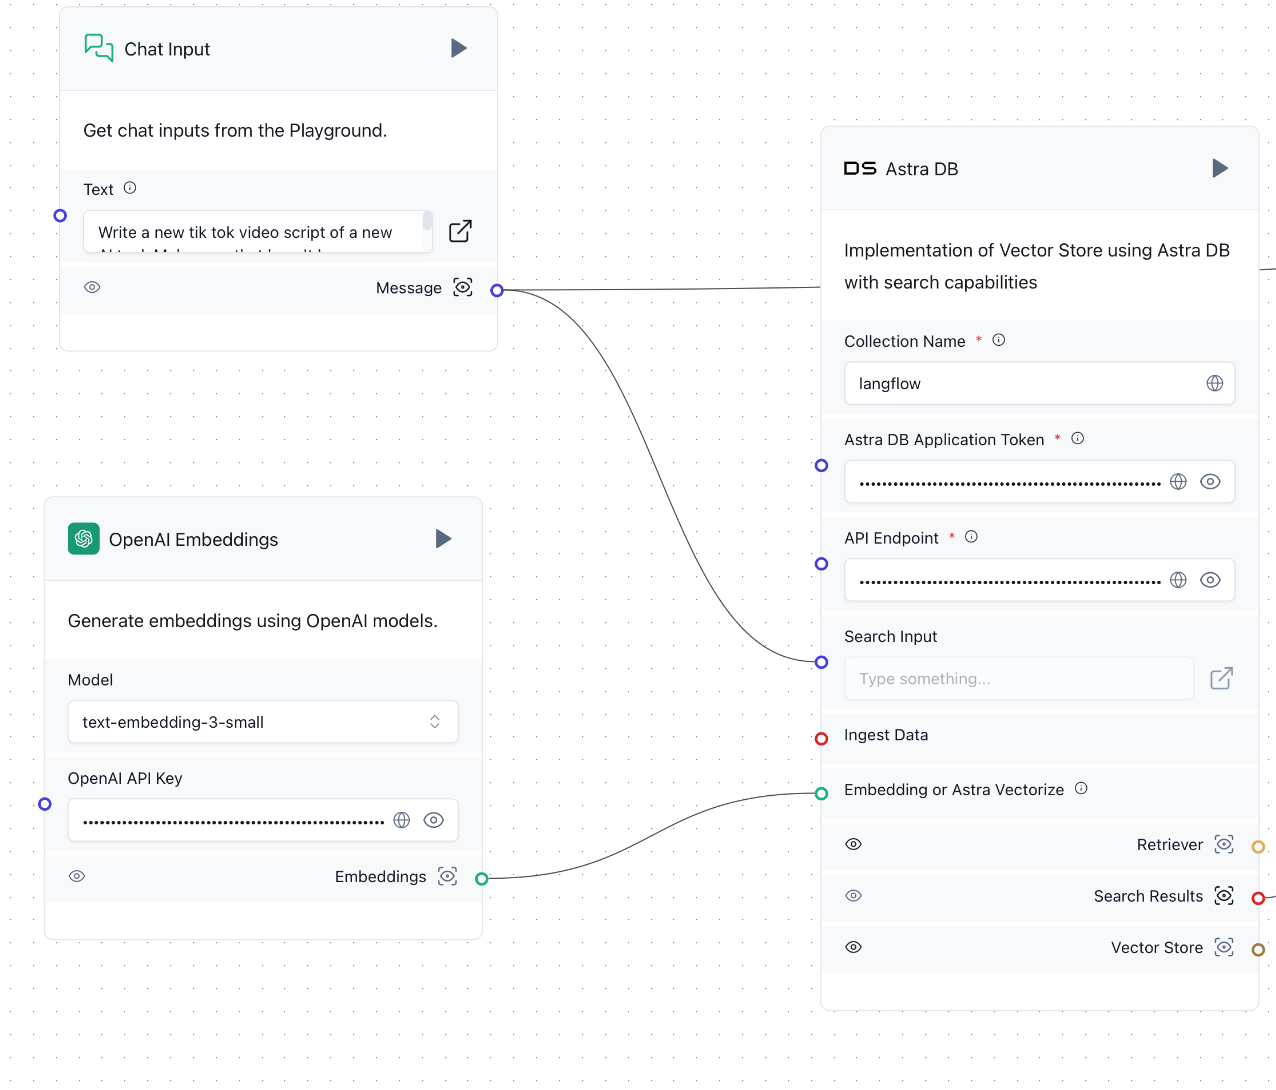 Chat Input
Get chat inputs from the Playground.
Text
Write a new tik tok video script of a new
Message
OpenAI Embeddings
Generate embeddings using OpenAI models.
Model
text-embedding-3-small
OpenAI API Key
Embeddings
DS Astra DB
Implementation of Vector Store using Astra DB
with search capabilities
Collection Name *
langflow
Astra DB Application Token *
API Endpoint *
Search Input
Type something...
Ingest Data
Embedding or Astra Vectorize
Retriever
Search Results
Vector Store